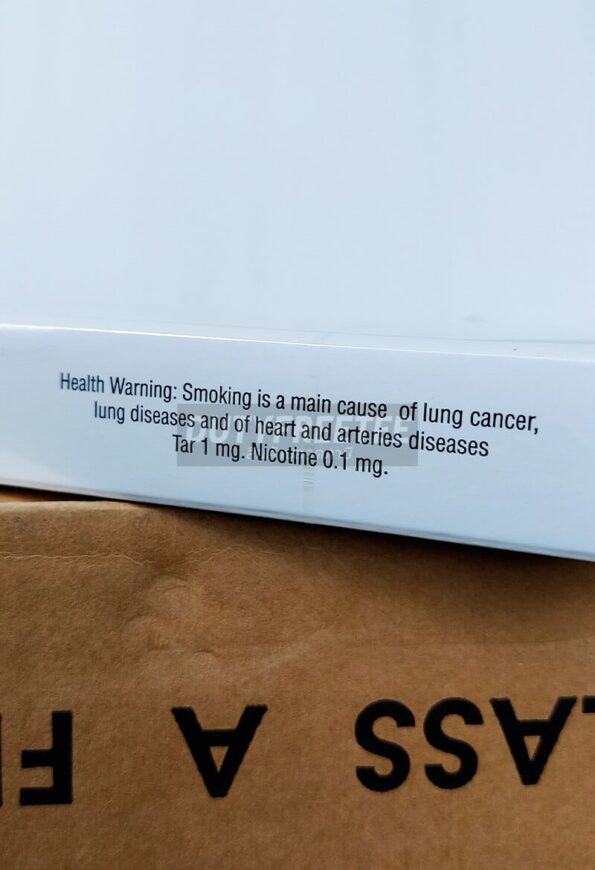 Health Warning: Smoking is a main cause of lung cancer,
lung diseases and of heart and arteries diseases
Tar 1 mg. Nicotine 0.1 mg.
LASS A F